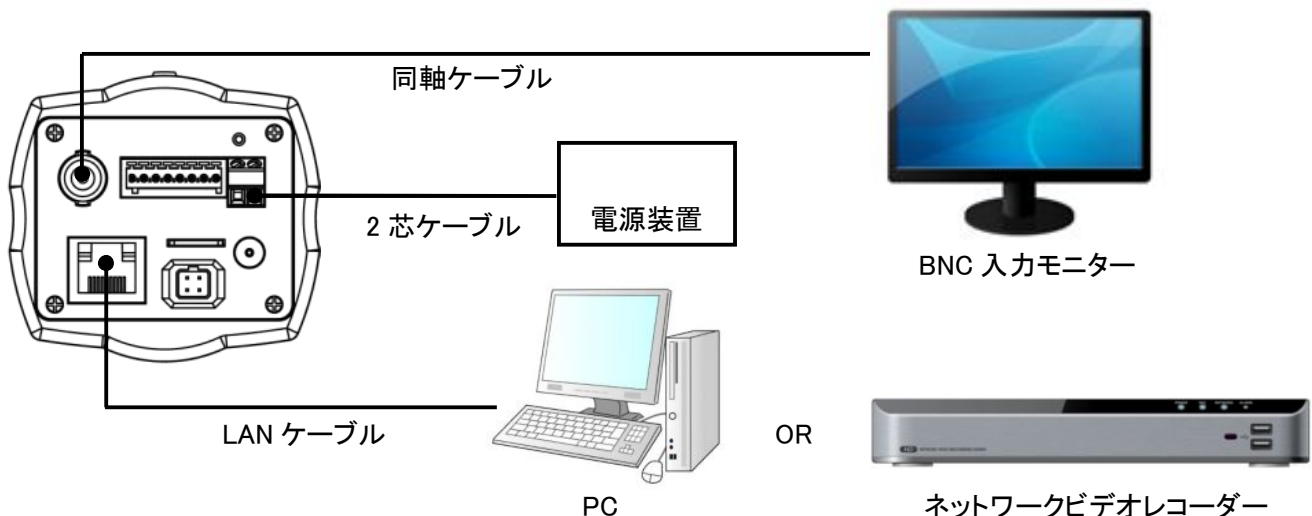 同軸ケーブル
2 芯ケーブル
電源装置
BNC 入力モニター
LAN ケーブル
OR
PC
ネットワークビデオレコーダー